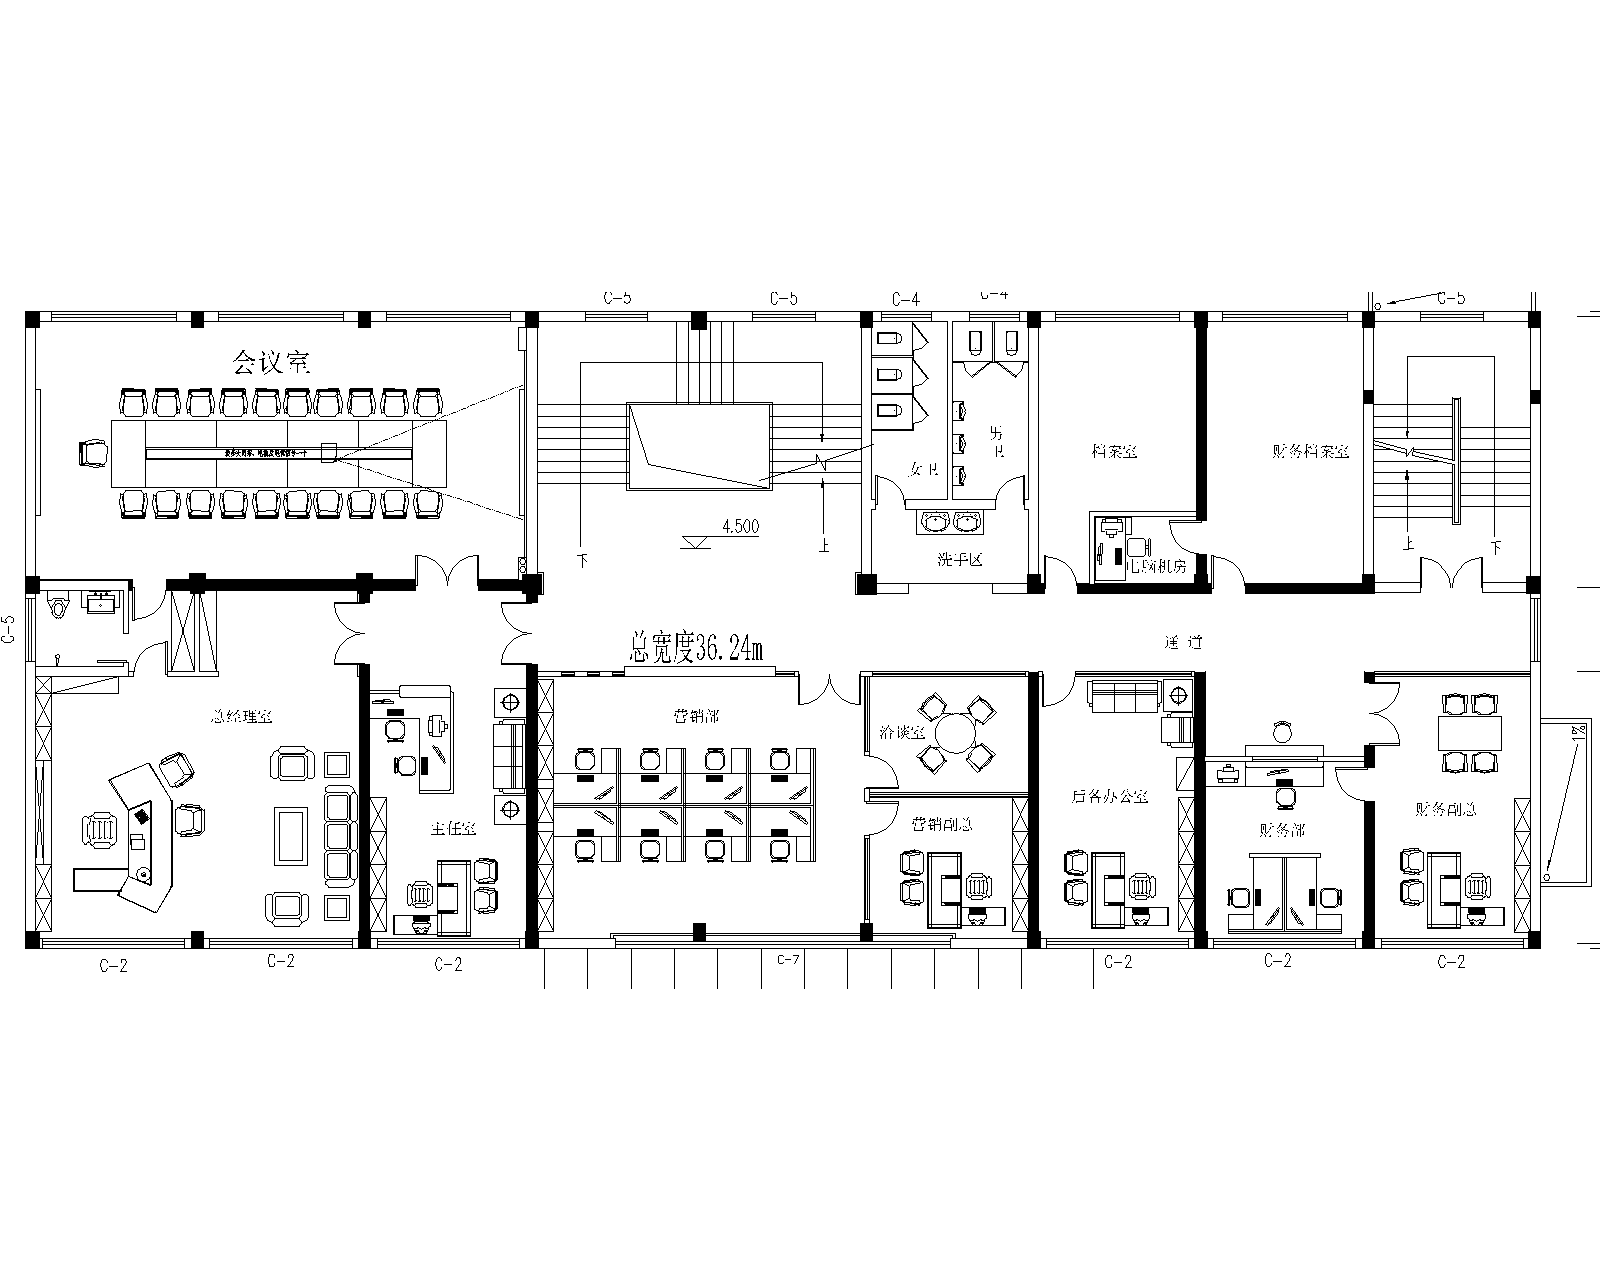 C-5
C-5
C-4
C-4
C-5
会议室
男
卫
女卫
档案室
财务档案室
4.500
下
上
上
下
洗手区
电脑机房
1%
C-5
总宽度36.24m
通道
总经理室
营销部
洽谈室
后备办公室
主任室
营销副总
财务部
财务副总
C-2
C-2
C-2
C-7
C-2
C-2
C-2